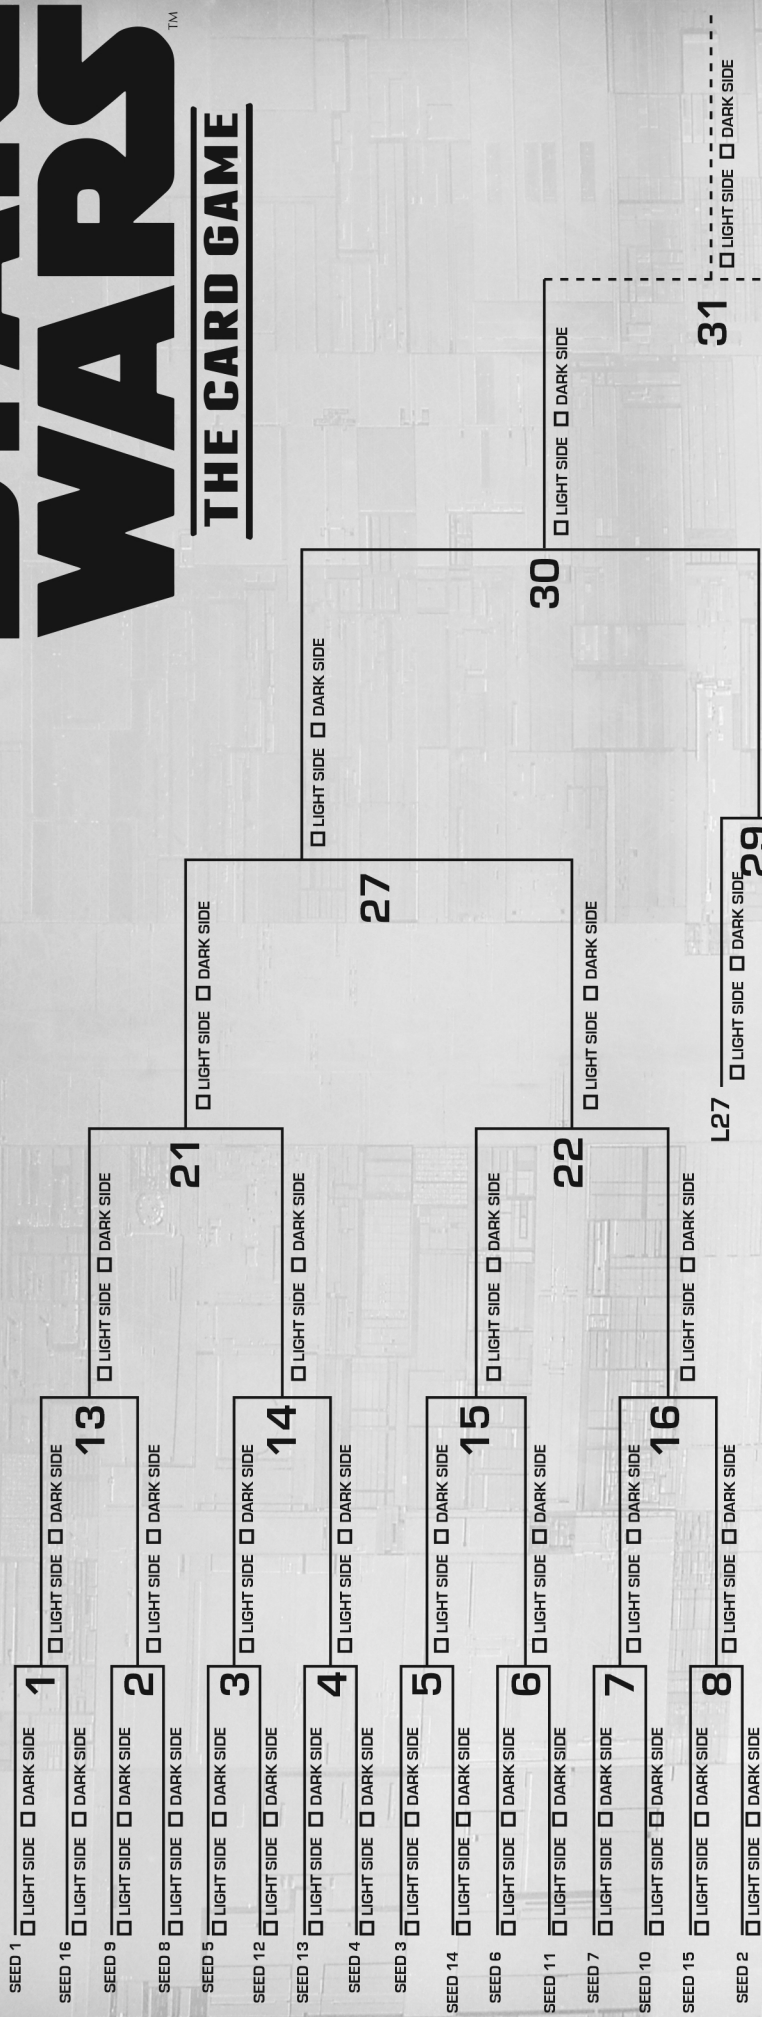 WARS™
THE CARD GAME
SEED 1
LIGHT SIDE DARK SIDE
1
LIGHT SIDE DARK SIDE
SEED 16
LIGHT SIDE DARK SIDE
13
LIGHT SIDE DARK SIDE
SEED 9
LIGHT SIDE DARK SIDE
2
LIGHT SIDE DARK SIDE
SEED 8
LIGHT SIDE DARK SIDE
21
LIGHT SIDE DARK SIDE
SEED 5
LIGHT SIDE DARK SIDE
3
LIGHT SIDE DARK SIDE
SEED 12
LIGHT SIDE DARK SIDE
14
LIGHT SIDE DARK SIDE
SEED 13
LIGHT SIDE DARK SIDE
LIGHT SIDE DARK SIDE
4
LIGHT SIDE DARK SIDE
SEED 4
LIGHT SIDE DARK SIDE
27
SEED 3
LIGHT SIDE DARK SIDE
5
LIGHT SIDE DARK SIDE
SEED 14
LIGHT SIDE DARK SIDE
15
LIGHT SIDE DARK SIDE
SEED 6
LIGHT SIDE DARK SIDE
6
LIGHT SIDE DARK SIDE
30
SEED 11
LIGHT SIDE DARK SIDE
LIGHT SIDE DARK SIDE
22
LIGHT SIDE DARK SIDE
SEED 7
LIGHT SIDE DARK SIDE
7
LIGHT SIDE DARK SIDE
SEED 10
LIGHT SIDE DARK SIDE
16
LIGHT SIDE DARK SIDE
SEED 15
LIGHT SIDE DARK SIDE
31
8
L27
LIGHT SIDE DARK SIDE
LIGHT SIDE DARK SIDE
LIGHT SIDE DARK SIDE
SEED 2
29
LIGHT SIDE DARK SIDE